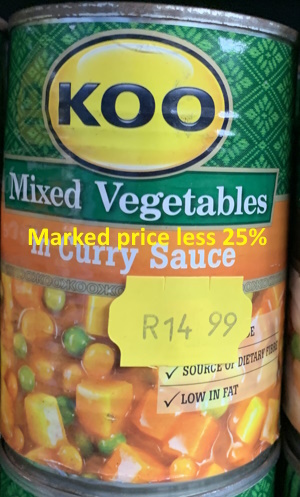 KOO
Mixed Vegetables
Marked price less 25%
in Curry Sauce
R14 99
✓ SOURCE OF DIETARY FIBRE
✓ LOW IN FAT